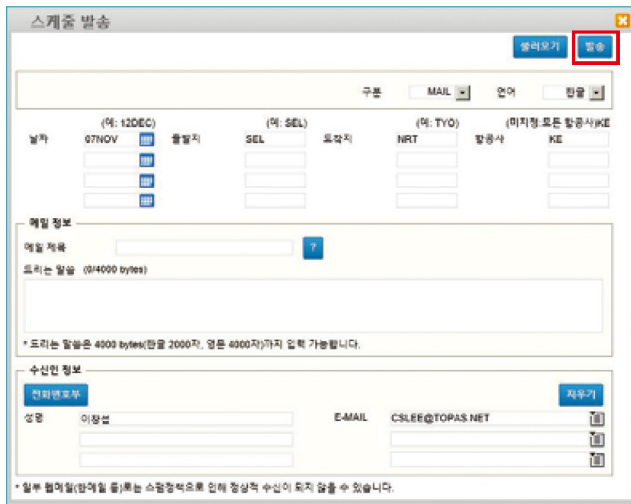 스케줄 발송
불러오기 발송
구분 MAIL 언어 한글
(예: 12DEC) (예: SEL) (예: TYO) (미지정:모든 항공사)KE
날짜 07NOV 출발지 SEL 도착지 NRT 항공사 KE
메일 정보
메일 제목 ?
드리는 말씀 (0/4000 bytes)
* 드리는 말씀은 4000 bytes(한글 2000자, 영문 4000자)까지 입력 가능합니다.
수신인 정보
전화번호부 지우기
성명 이창섭 E-MAIL CSLEE@TOPAS.NET
* 일부 웹메일(한메일 등)로는 스팸정책으로 인해 정상적 수신이 되지 않을 수 있습니다.